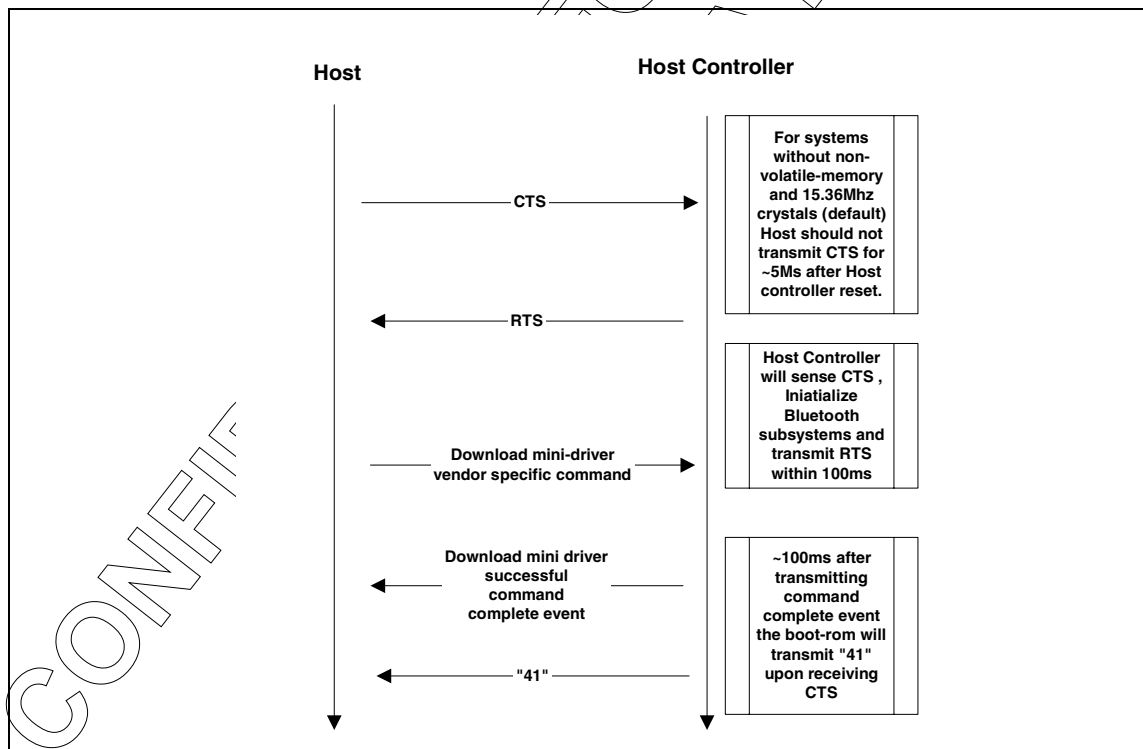 Host
Host Controller
For systems
without non-
volatile-memory
and 15.36Mhz
crystals (default)
Host should not
transmit CTS for
~5Ms after Host
controller reset.
CTS
RTS
Host Controller
will sense CTS ,
Iniatialize
Bluetooth
subsystems and
transmit RTS
within 100ms
Download mini-driver
vendor specific command
Download mini driver
successful
command
complete event
~100ms after
transmitting
command
complete event
the boot-rom will
transmit "41"
upon receiving
CTS
"41"